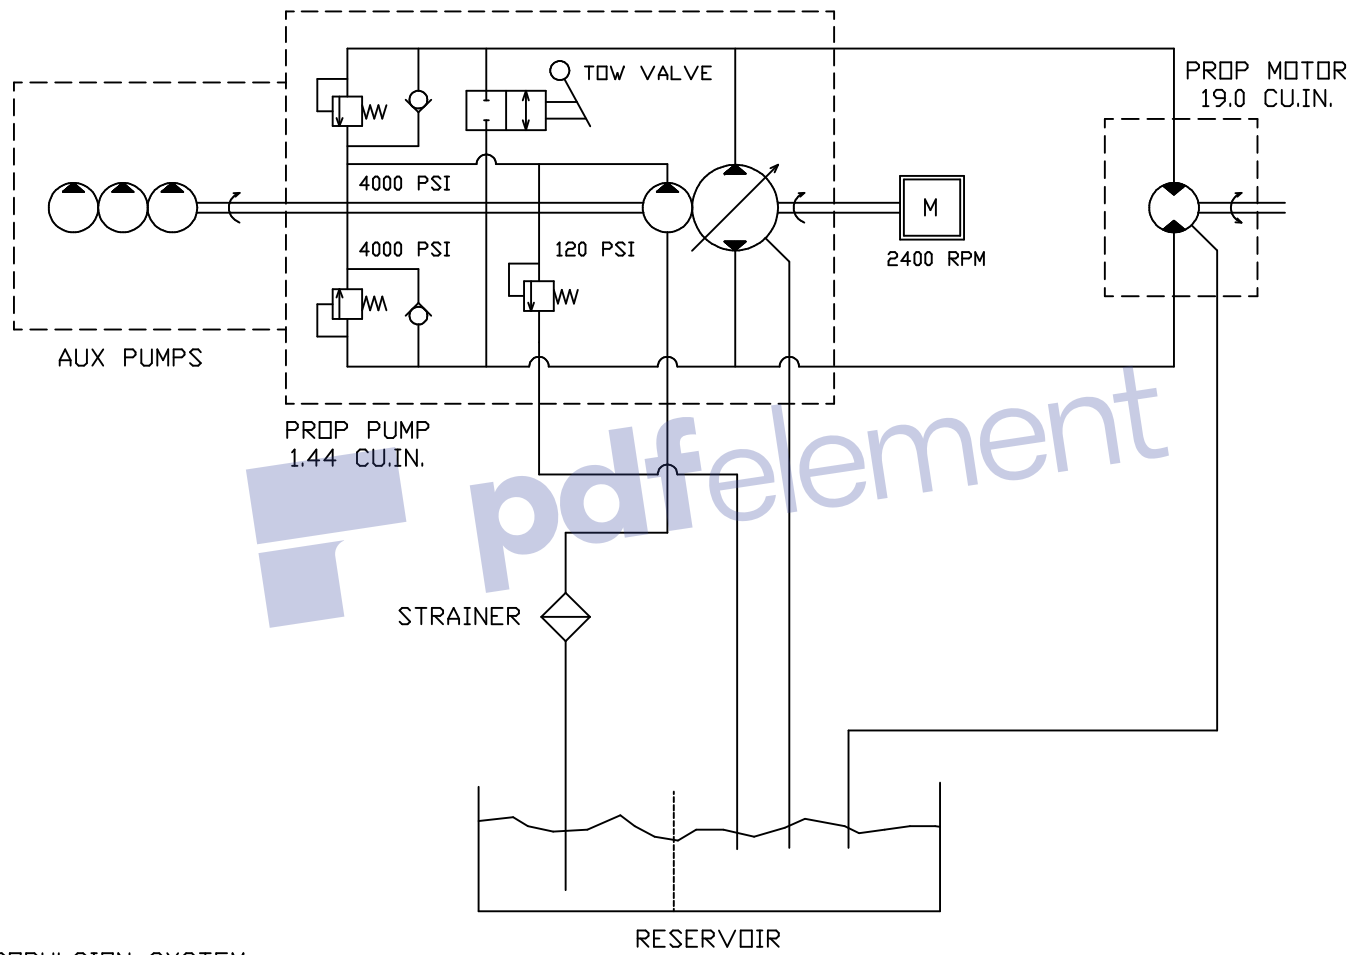 TOW VALVE
PROP MOTOR
19.0 CU.IN.
4000 PSI
M
4000 PSI
120 PSI
2400 RPM
AUX PUMPS
PROP PUMP
1.44 CU.IN.
pdfelement
STRAINER
RESERVOIR
SYSTEM